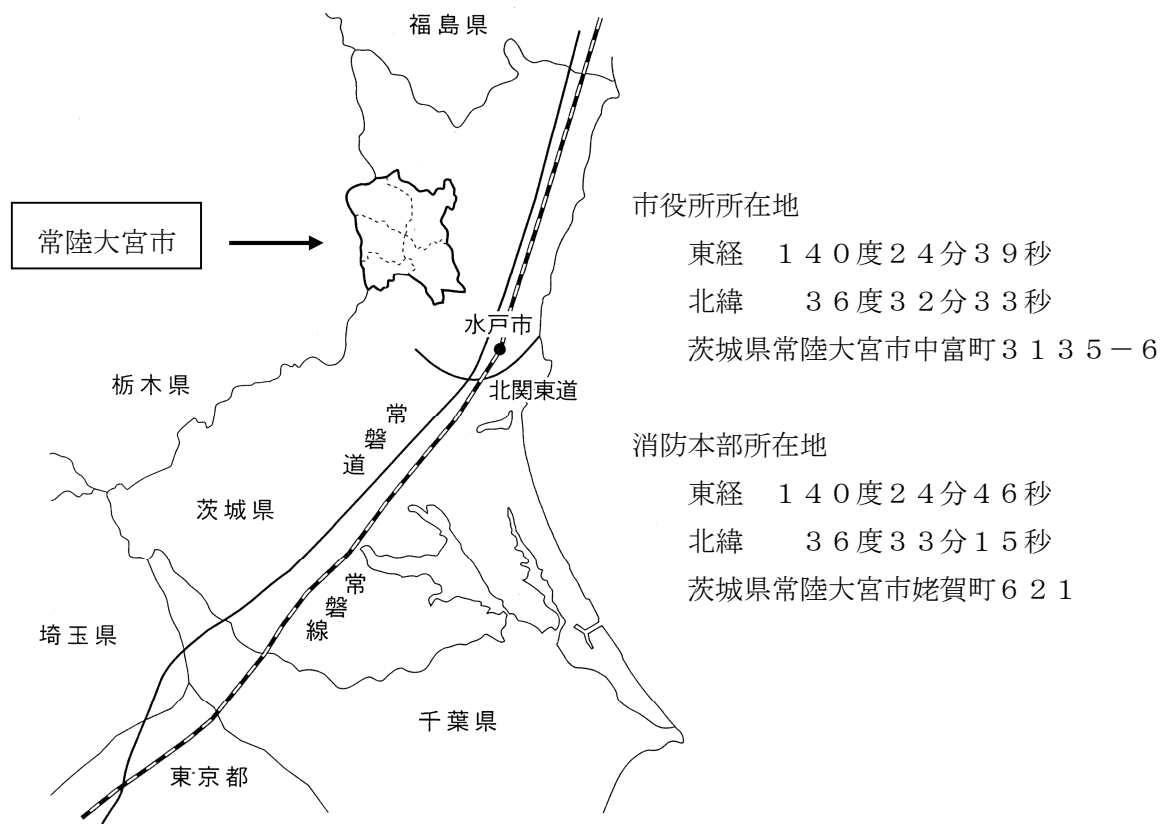 福島県
常陸大宮市
水戸市
北関東道
栃木県
常磐道
茨城県
常磐線
埼玉県
千葉県
東京都
市役所所在地
東経　１４０度２４分３９秒
北緯　　３６度３２分３３秒
茨城県常陸大宮市中富町３１３５－６
消防本部所在地
東経　１４０度２４分４６秒
北緯　　３６度３３分１５秒
茨城県常陸大宮市姥賀町６２１